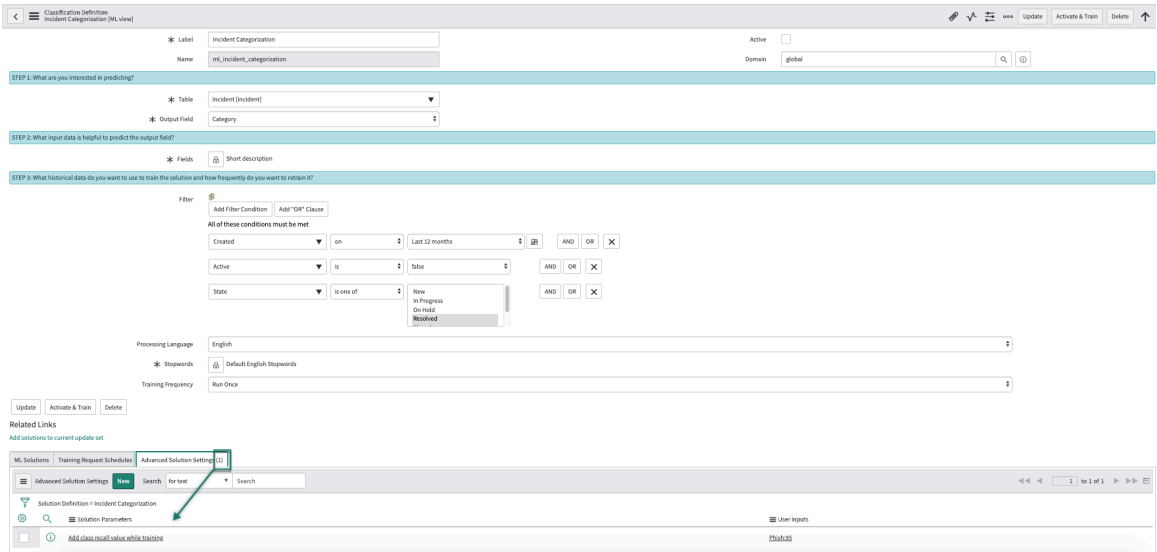 Classification Definition
Incident Categorization [ML view]
Update Activate & Train Delete
Label Incident Categorization Active
Name ml_incident_categorization Domain global
STEP 1: What are you interested in predicting?
Table Incident [incident]
Output Field Category
STEP 2: What input data is helpful to predict the output field?
Fields Short description
STEP 3: What historical data do you want to use to train the solution and how frequently do you want to retrain it?
Filter
Add Filter Condition Add "OR" Clause
All of these conditions must be met
Created on Last 12 months AND OR
Active is false AND OR
State is one of New AND OR
In Progress
On Hold
Resolved
Processing Language English
Stopwords Default English Stopwords
Training Frequency Run Once
Update Activate & Train Delete
Related Links
Add solutions to current update set
ML Solutions Training Request Schedules Advanced Solution Settings (1)
Advanced Solution Settings New Search for text Search 1 to 1 of 1
Solution Definition = Incident Categorization
Solution Parameters User Inputs
Add class recall value while training Phish:95